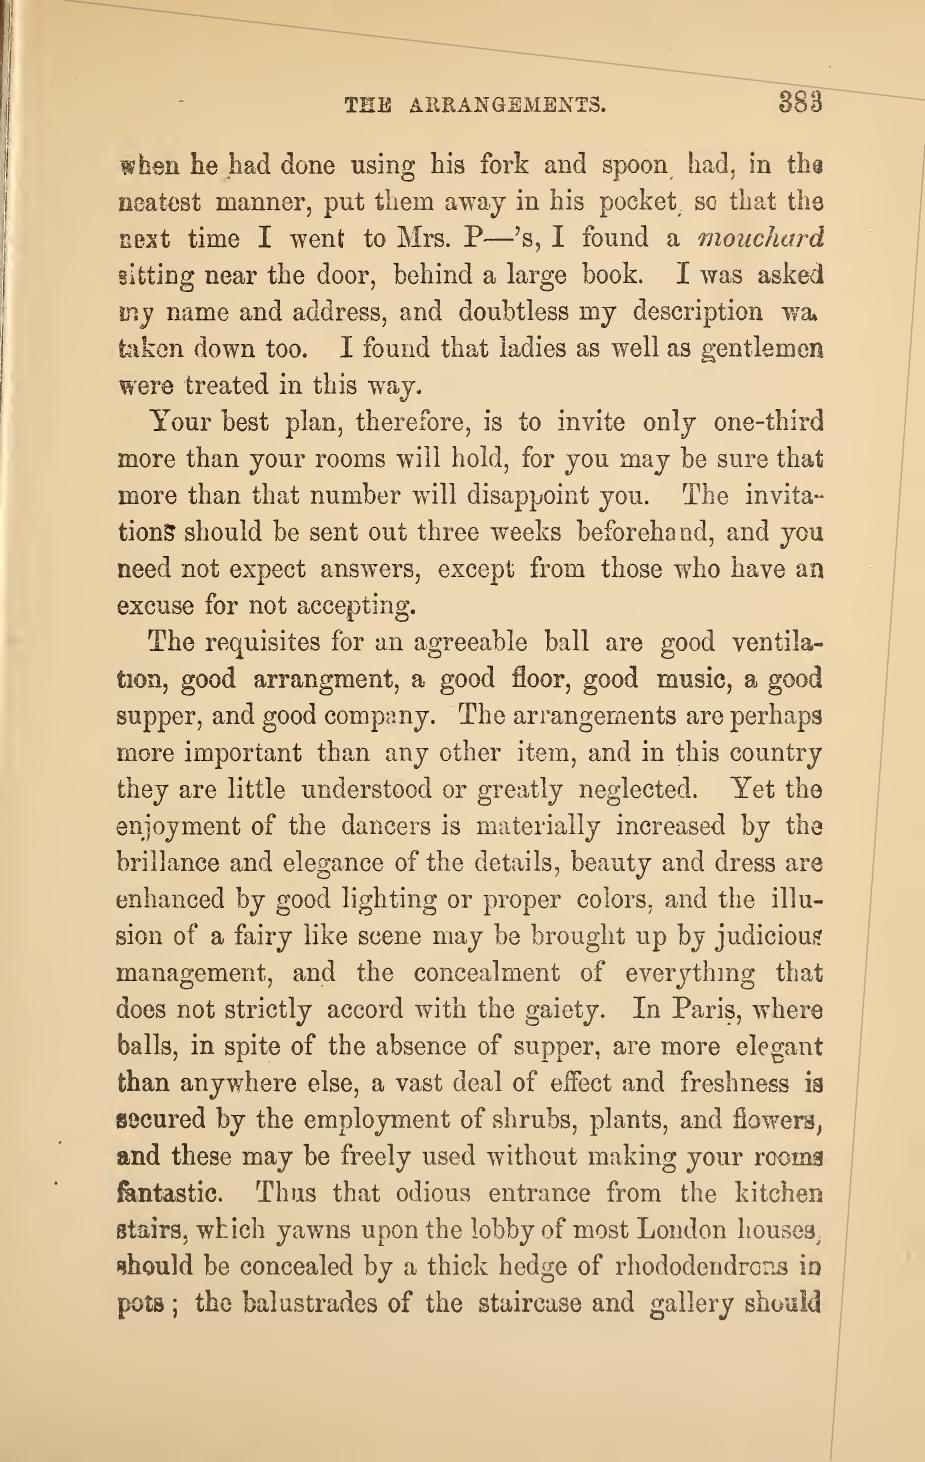 THE ARRANGEMENTS. 383
when he had done using his fork and spoon had, in the
neatest manner, put them away in his pocket, so that the
next time I went to Mrs. P—'s, I found a mouchard
sitting near the door, behind a large book. I was asked
my name and address, and doubtless my description wa
taken down too. I found that ladies as well as gentlemen
were treated in this way.
Your best plan, therefore, is to invite only one-third
more than your rooms will hold, for you may be sure that
more than that number will disappoint you. The invita-
tions should be sent out three weeks beforehand, and you
need not expect answers, except from those who have an
excuse for not accepting.
The requisites for an agreeable ball are good ventila-
tion, good arrangment, a good floor, good music, a good
supper, and good company. The arrangements are perhaps
more important than any other item, and in this country
they are little understood or greatly neglected. Yet the
enjoyment of the dancers is materially increased by the
brillance and elegance of the details, beauty and dress are
enhanced by good lighting or proper colors, and the illu-
sion of a fairy like scene may be brought up by judicious
management, and the concealment of everything that
does not strictly accord with the gaiety. In Paris, where
balls, in spite of the absence of supper, are more elegant
than anywhere else, a vast deal of effect and freshness is
secured by the employment of shrubs, plants, and flowers,
and these may be freely used without making your rooms
fantastic. Thus that odious entrance from the kitchen
stairs, which yawns upon the lobby of most London houses,
should be concealed by a thick hedge of rhododendrons in
pots ; the balustrades of the staircase and gallery should